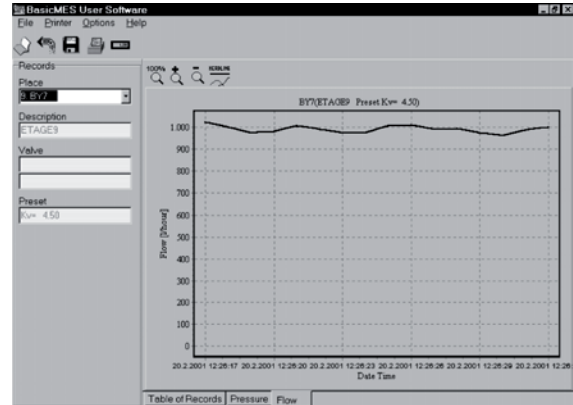 BasicMES User Software
File Printer Options Help
Records
Place
9 BY7
Description
ETAGE9
Valve
Preset
Kv= 4.50
100%
BY7(ETAGE9 Preset Kv= 4.50)
1.000
900
800
700
600
500
400
300
200
100
0
Flow [l/hour]
20.2.2001 12:26:17 20.2.2001 12:26:20 20.2.2001 12:26:23 20.2.2001 12:26:26 20.2.2001 12:26:29 20.2.2001 12:26
Date Time
Table of Records Pressure Flow